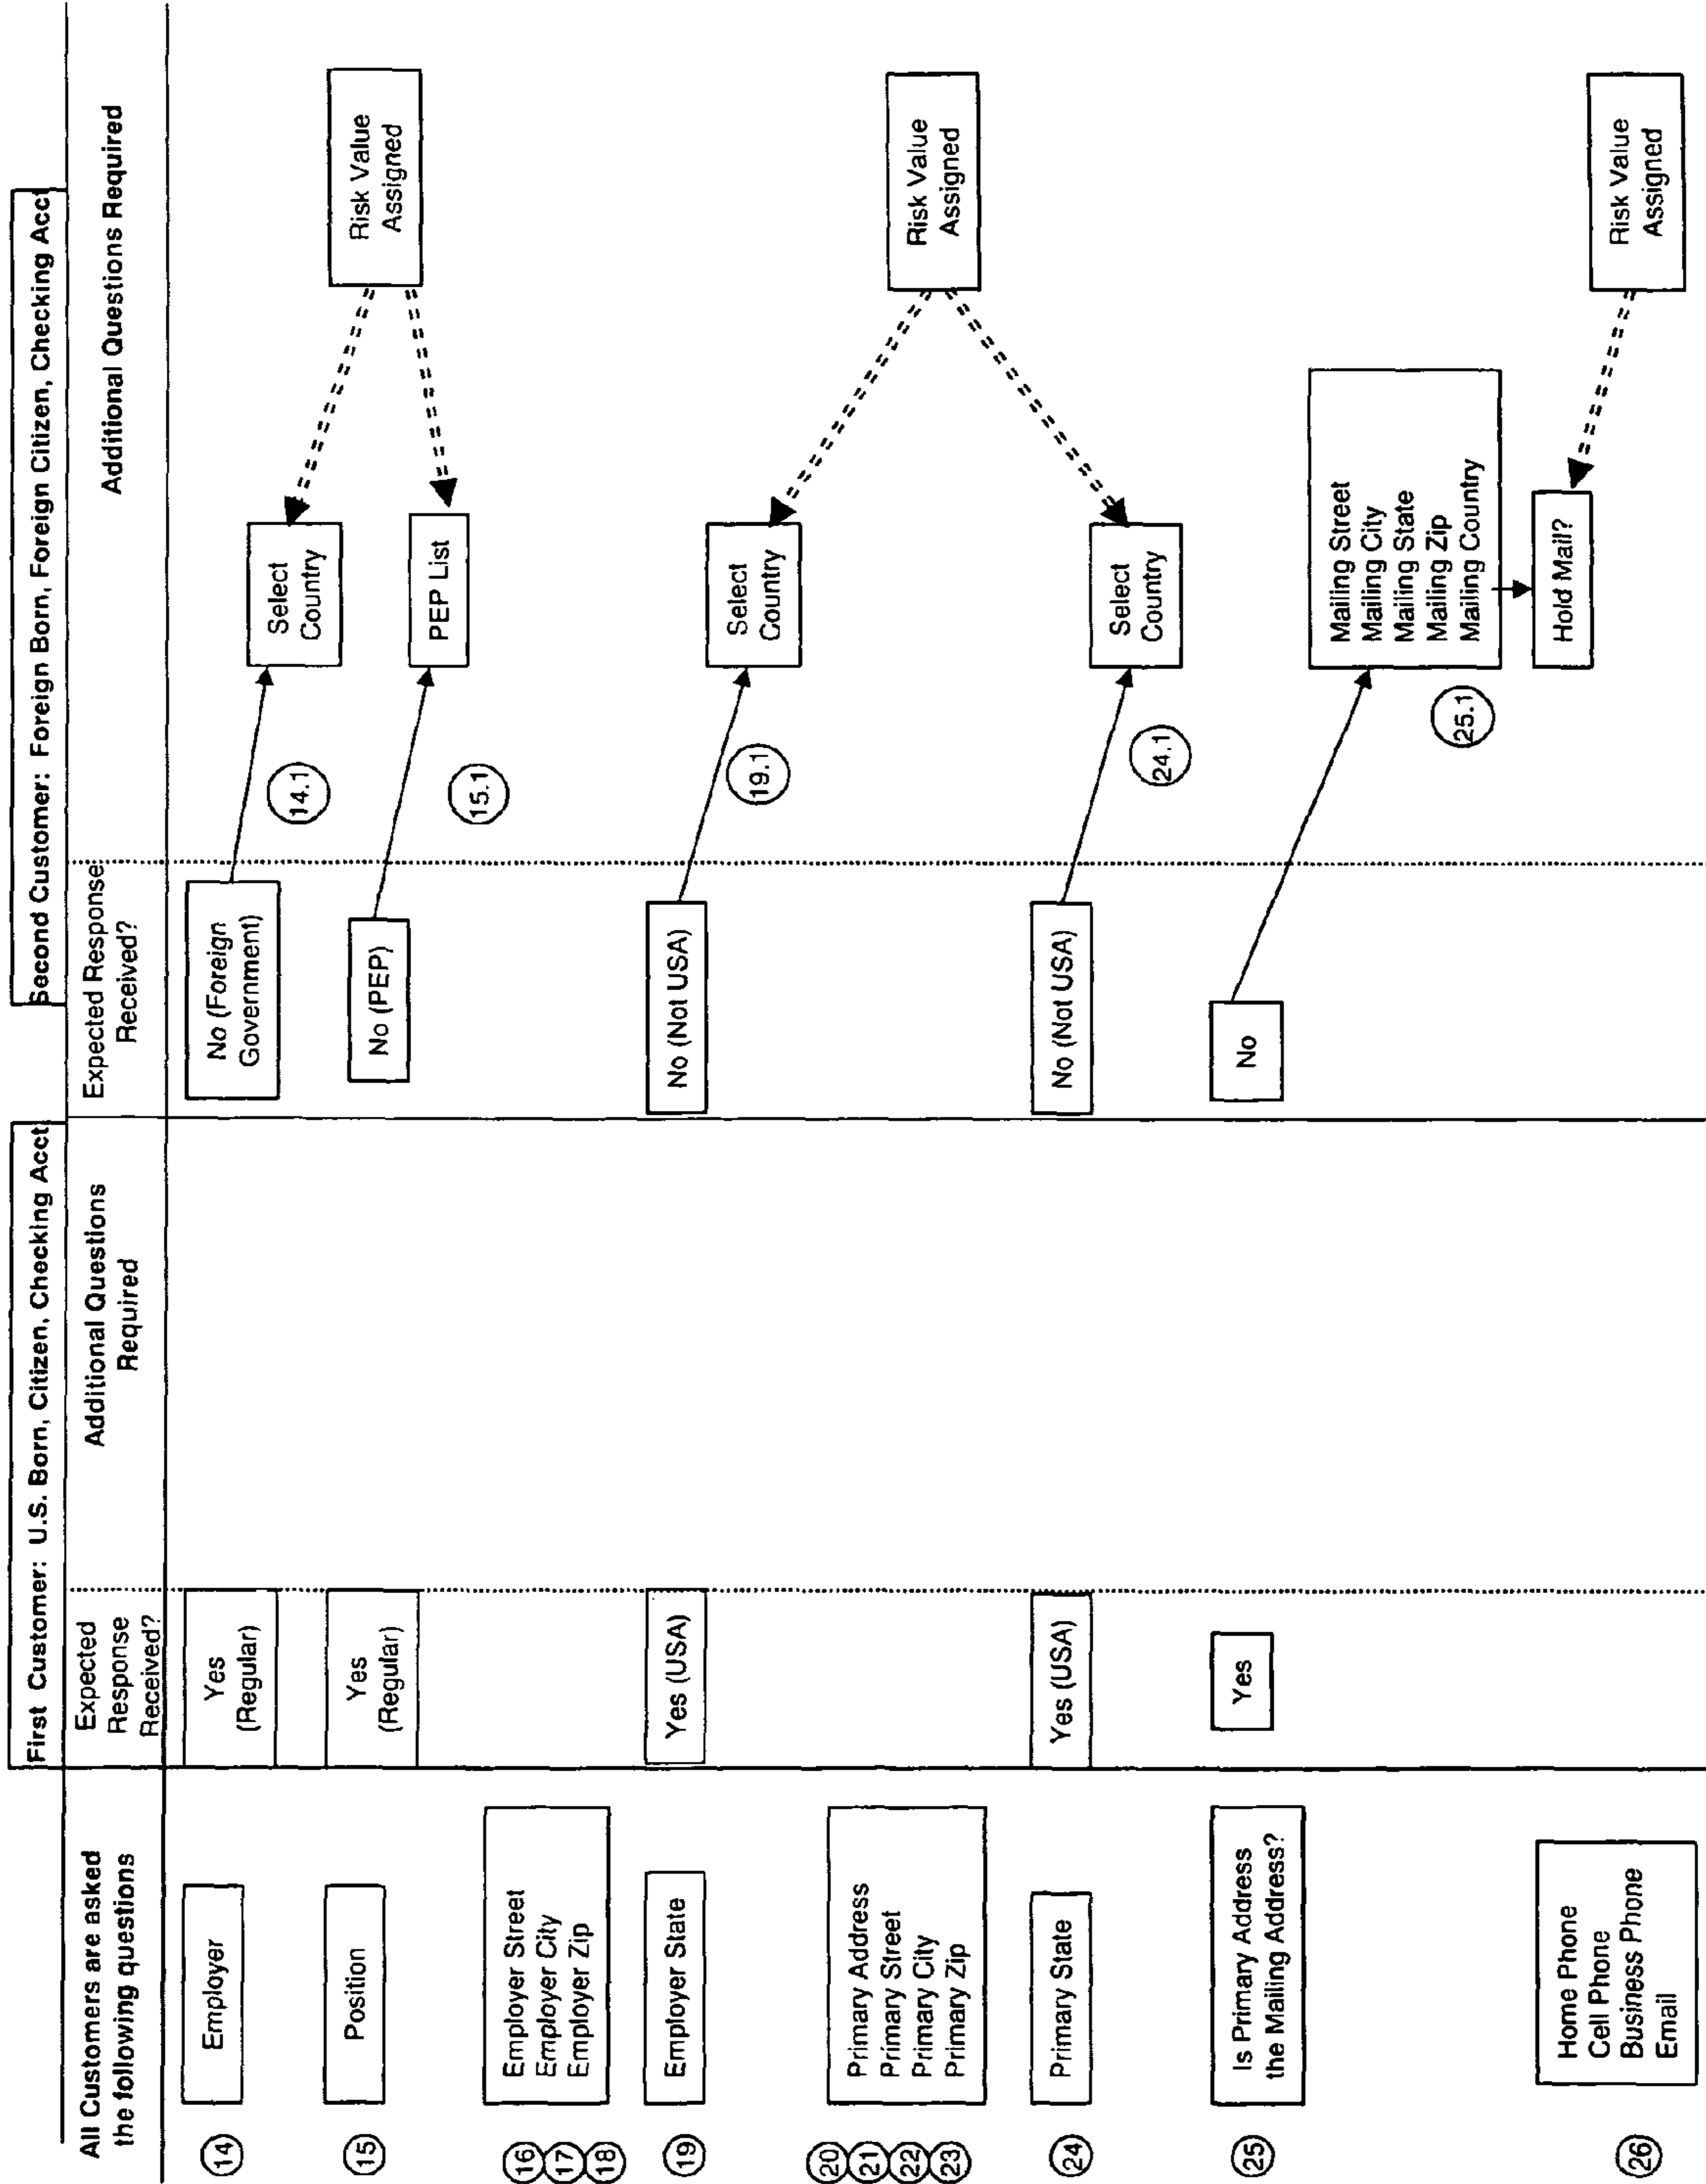 First Customer: U.S. Born, Citizen, Checking Acct
Second Customer: Foreign Born, Foreign Citizen, Checking Acct
All Customers are asked
the following questions
Expected
Response
Received?
Additional Questions
Required
Expected Response
Received?
Additional Questions Required
14
Employer
Yes
(Regular)
No (Foreign
Government)
14.1
Select
Country
Risk Value
Assigned
15
Position
Yes
(Regular)
No (PEP)
15.1
PEP List
16
17
18
Employer Street
Employer City
Employer Zip
19
Employer State
Yes (USA)
No (Not USA)
19.1
Select
Country
Risk Value
Assigned
20
21
22
23
Primary Address
Primary Street
Primary City
Primary Zip
24
Primary State
Yes (USA)
No (Not USA)
24.1
Select
Country
25
Is Primary Address
the Mailing Address?
Yes
No
25.1
Mailing Street
Mailing City
Mailing State
Mailing Zip
Mailing Country
Hold Mail?
Risk Value
Assigned
26
Home Phone
Cell Phone
Business Phone
Email